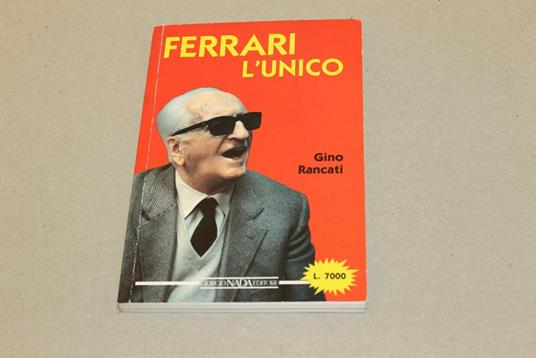 FERRARI
L'UNICO
Gino
Rancati
L. 7000
GIORGIO NADA EDITORE